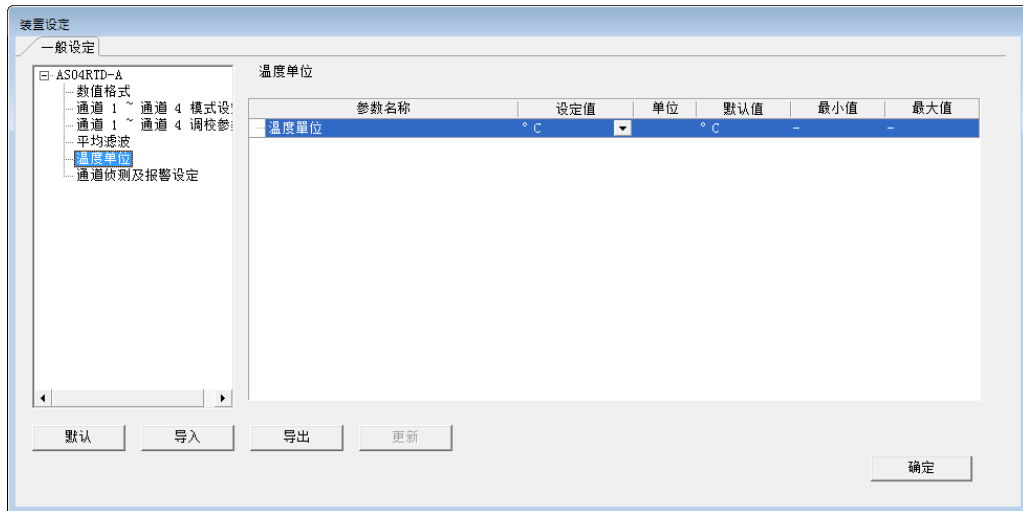 装置设定
一般设定
AS04RTD-A
数值格式
通道 1 ~ 通道 4 模式设
通道 1 ~ 通道 4 调校参
平均滤波
温度单位
通道侦测及报警设定
温度单位
参数名称 设定值 单位 默认值 最小值 最大值
温度單位 ° C ° C - -
默认 导入 导出 更新
确定